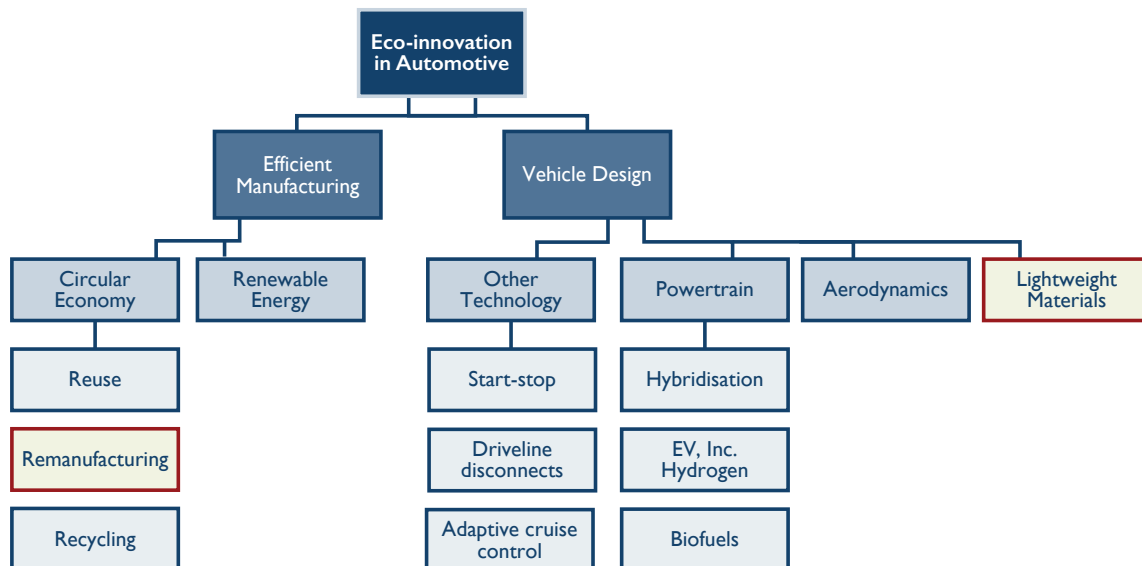 Eco-innovation
in Automotive
Efficient
Manufacturing
Vehicle Design
Circular
Economy
Renewable
Energy
Other
Technology
Powertrain
Aerodynamics
Lightweight
Materials
Reuse
Start-stop
Hybridisation
Remanufacturing
Driveline
disconnects
EV, Inc.
Hydrogen
Recycling
Adaptive cruise
control
Biofuels